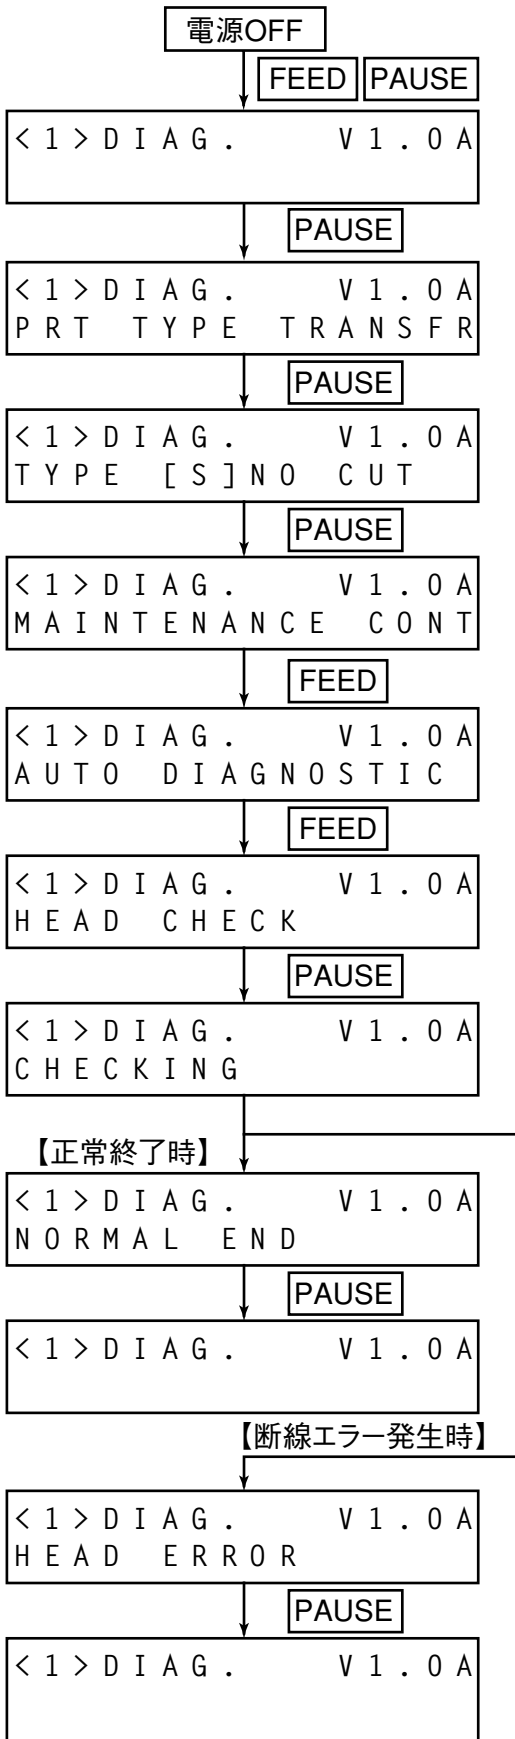 電源OFF
FEED PAUSE
<1>DIAG. V1.0A
PAUSE
<1>DIAG. V1.0A
PRT TYPE TRANSFR
PAUSE
<1>DIAG. V1.0A
TYPE [S]NO CUT
PAUSE
<1>DIAG. V1.0A
MAINTENANCE CONT
FEED
<1>DIAG. V1.0A
AUTO DIAGNOSTIC
FEED
<1>DIAG. V1.0A
HEAD CHECK
PAUSE
<1>DIAG. V1.0A
CHECKING
【正常終了時】
<1>DIAG. V1.0A
NORMAL END
PAUSE
<1>DIAG. V1.0A
【断線エラー発生時】
<1>DIAG. V1.0A
HEAD ERROR
PAUSE
<1>DIAG. V1.0A